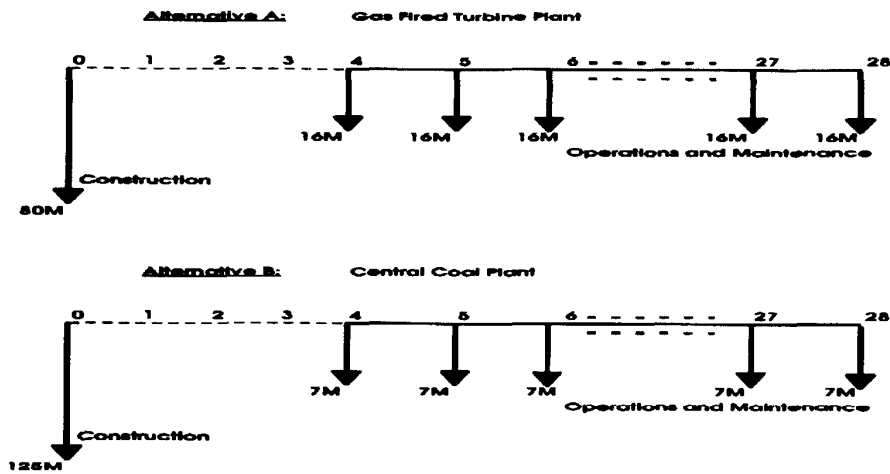 Alternative A: Gas Fired Turbine Plant
0 1 2 3 4 5 6 27 28
16M 16M 16M 16M 16M
Operations and Maintenance
Construction
80M
Alternative B: Central Coal Plant
0 1 2 3 4 5 6 27 28
7M 7M 7M 7M 7M
Operations and Maintenance
Construction
125M